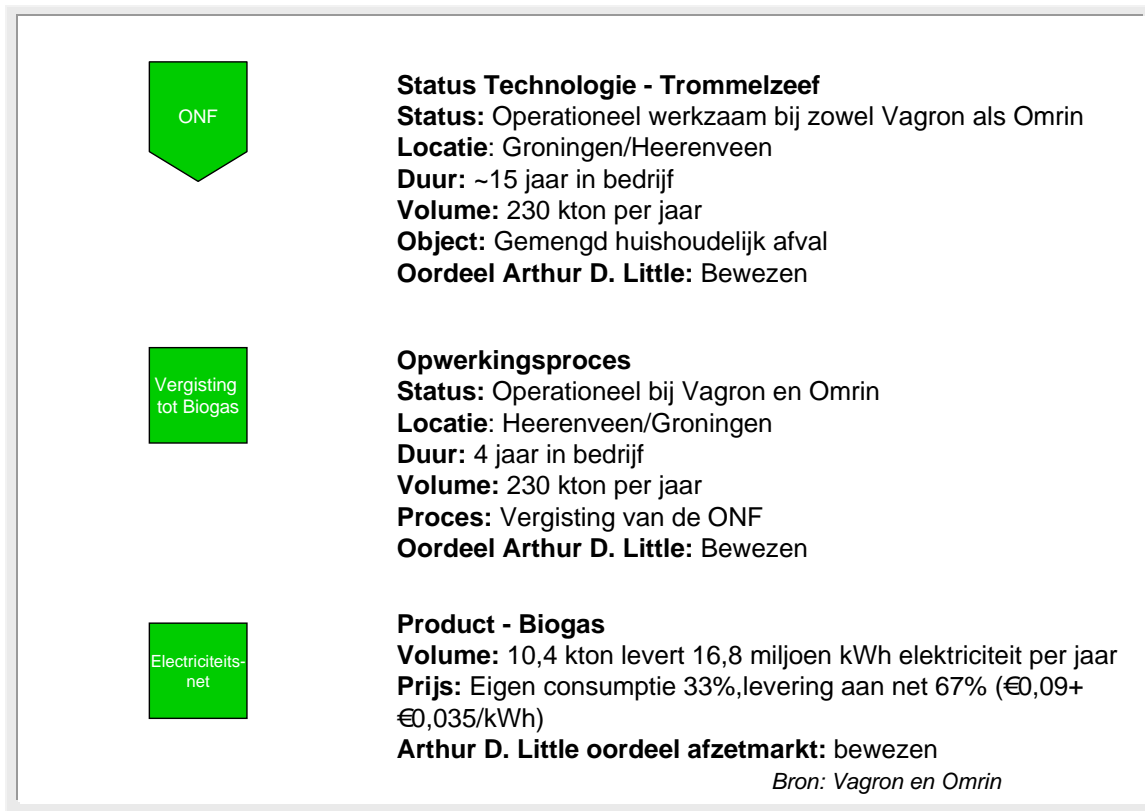 ONF
Status Technologie - Trommelzeef
Status: Operationeel werkzaam bij zowel Vagron als Omrin
Locatie: Groningen/Heerenveen
Duur: ~15 jaar in bedrijf
Volume: 230 kton per jaar
Object: Gemengd huishoudelijk afval
Oordeel Arthur D. Little: Bewezen
Vergisting
tot Biogas
Opwerkingsproces
Status: Operationeel bij Vagron en Omrin
Locatie: Heerenveen/Groningen
Duur: 4 jaar in bedrijf
Volume: 230 kton per jaar
Proces: Vergisting van de ONF
Oordeel Arthur D. Little: Bewezen
Electriciteits-
net
Product - Biogas
Volume: 10,4 kton levert 16,8 miljoen kWh elektriciteit per jaar
Prijs: Eigen consumptie 33%,levering aan net 67% (€0,09+
€0,035/kWh)
Arthur D. Little oordeel afzetmarkt: bewezen
Bron: Vagron en Omrin